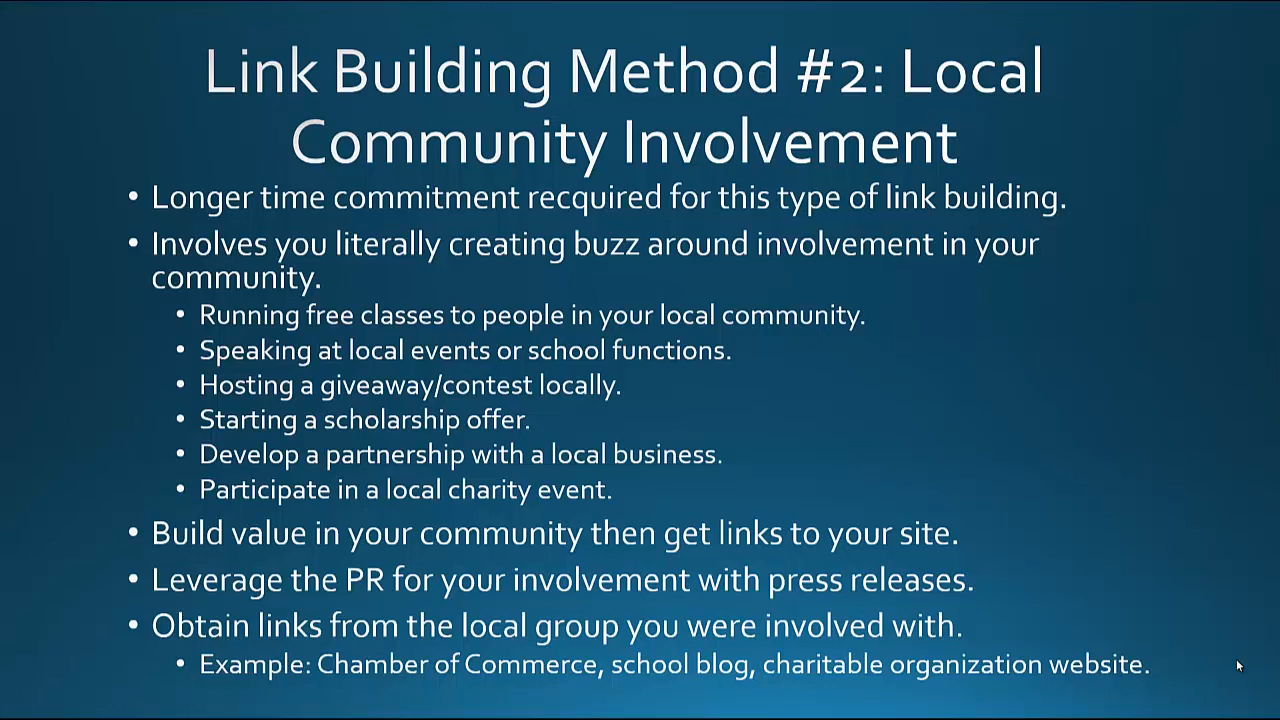 Link Building Method #2: Local
Community Involvement
• Longer time commitment recquired for this type of link building.
• Involves you literally creating buzz around involvement in your
community.
• Running free classes to people in your local community.
• Speaking at local events or school functions.
• Hosting a giveaway/contest locally.
• Starting a scholarship offer.
• Develop a partnership with a local business.
• Participate in a local charity event.
• Build value in your community then get links to your site.
• Leverage the PR for your involvement with press releases.
• Obtain links from the local group you were involved with.
• Example: Chamber of Commerce, school blog, charitable organization website.